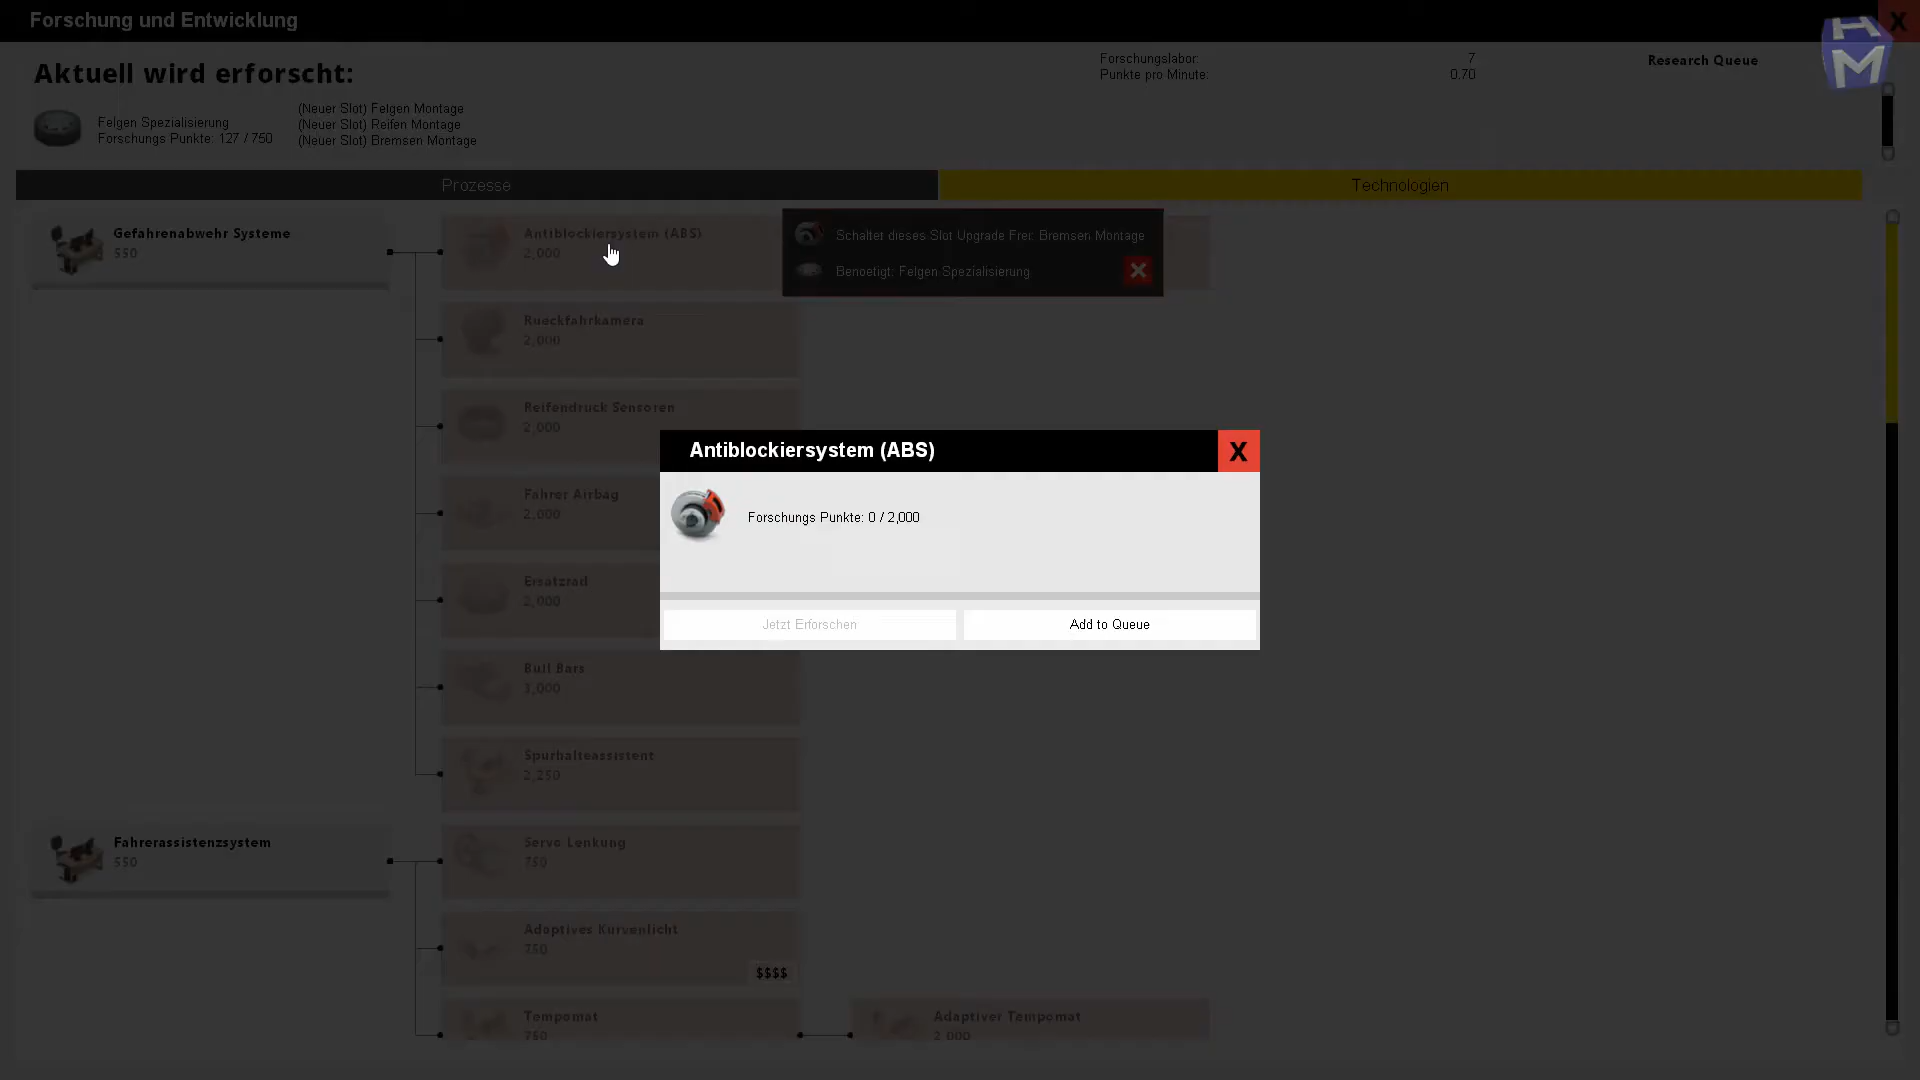 Forschung und Entwicklung
X
HM
Aktuell wird erforscht:
Forschungslabor: 7
Punkte pro Minute: 0.70
Research Queue
Felgen Spezialisierung
Forschungs Punkte: 127 / 750
(Neuer Slot) Felgen Montage
(Neuer Slot) Reifen Montage
(Neuer Slot) Bremsen Montage
Prozesse
Technologien
Gefahrenabwehr Systeme
550
Antiblockiersystem (ABS)
2,000
Schaltet dieses Slot Upgrade Frei: Bremsen Montage
Benoetigt: Felgen Spezialisierung
Rueckfahrkamera
2,000
Reifendruck Sensoren
2,000
Fahrer Airbag
2,000
Ersatzrad
2,000
Bull Bars
3,000
Spurhalteassistent
2,250
Antiblockiersystem (ABS)
X
Forschungs Punkte: 0 / 2,000
Jetzt Erforschen
Add to Queue
Fahrerassistenzsystem
550
Servo Lenkung
750
Adaptives Kurvenlicht
750
$$$$
Tempomat
750
Adaptiver Tempomat
2,000